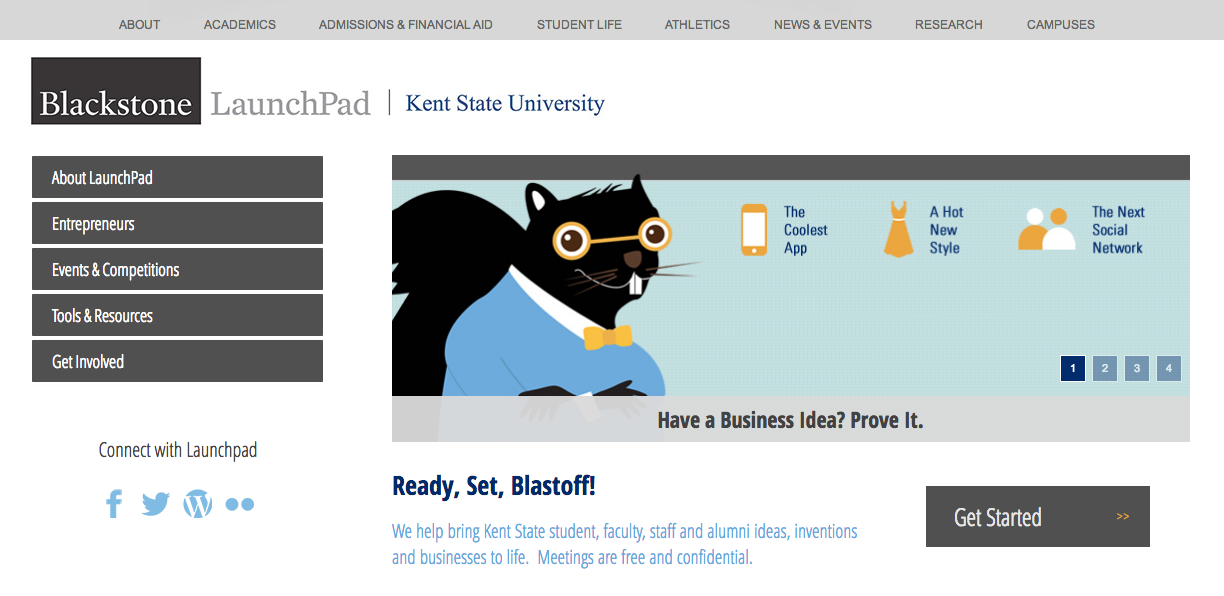 ABOUT ACADEMICS ADMISSIONS & FINANCIAL AID STUDENT LIFE ATHLETICS NEWS & EVENTS RESEARCH CAMPUSES
Blackstone LaunchPad | Kent State University
About LaunchPad
Entrepreneurs
Events & Competitions
Tools & Resources
Get Involved
Connect with Launchpad
The
Coolest
App
A Hot
New
Style
The Next
Social
Network
1 2 3 4
Have a Business Idea? Prove It.
Ready, Set, Blastoff!
We help bring Kent State student, faculty, staff and alumni ideas, inventions
and businesses to life. Meetings are free and confidential.
Get Started >>